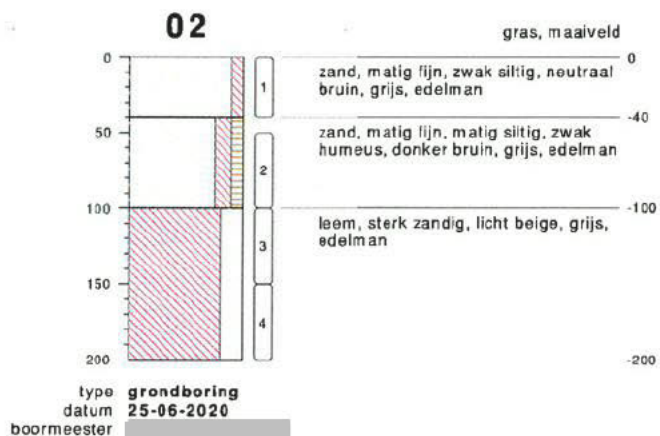 02
gras, maaiveld
0
0
zand, matig fijn, zwak siltig, neutraal
bruin, grijs, edelman
1
-40
50
zand, matig fijn, matig siltig, zwak
humeus, donker bruin, grijs, edelman
2
100
-100
leem, sterk zandig, licht beige, grijs,
edelman
3
150
4
200
-200
type grondboring
datum 25-06-2020
boormeester